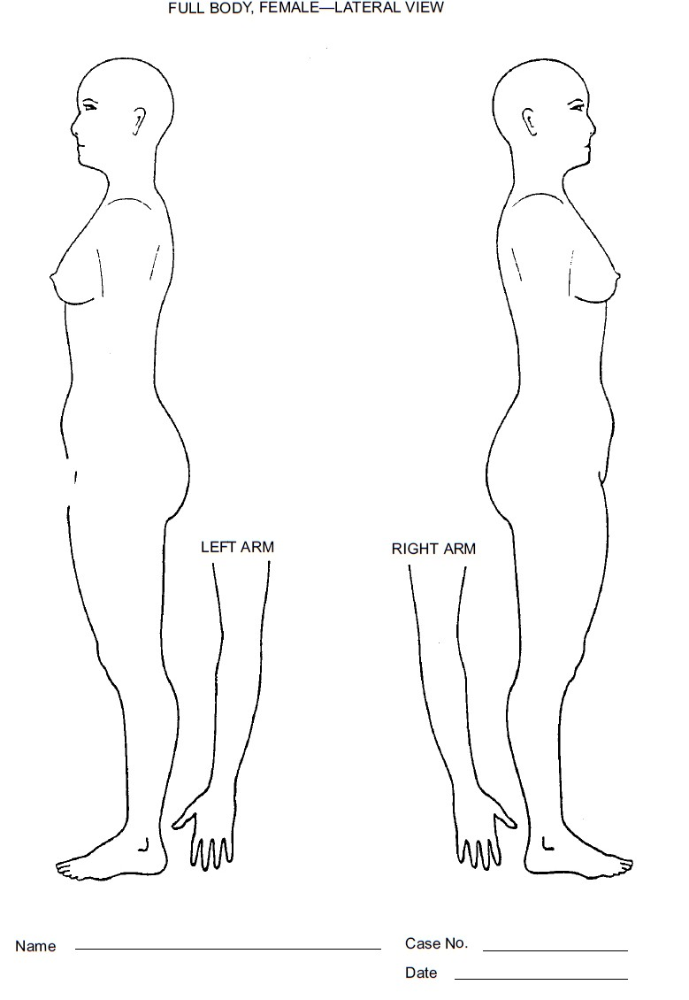 FULL BODY, FEMALE—LATERAL VIEW
LEFT ARM
RIGHT ARM
Name
Case No.
Date